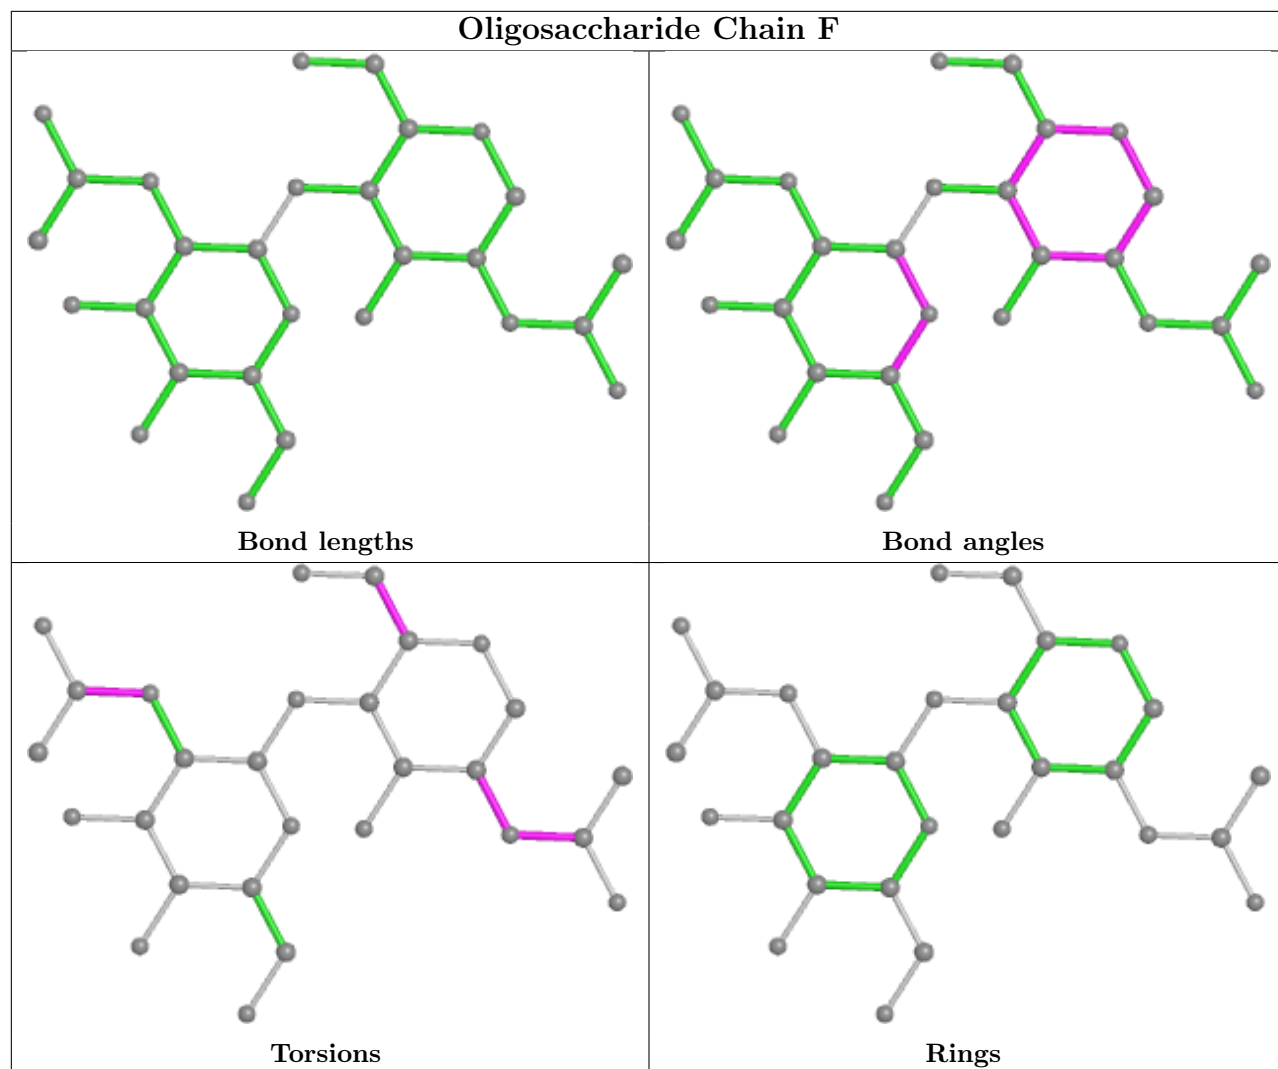 Oligosaccharide Chain F
Bond lengths
Bond angles
Torsions
Rings